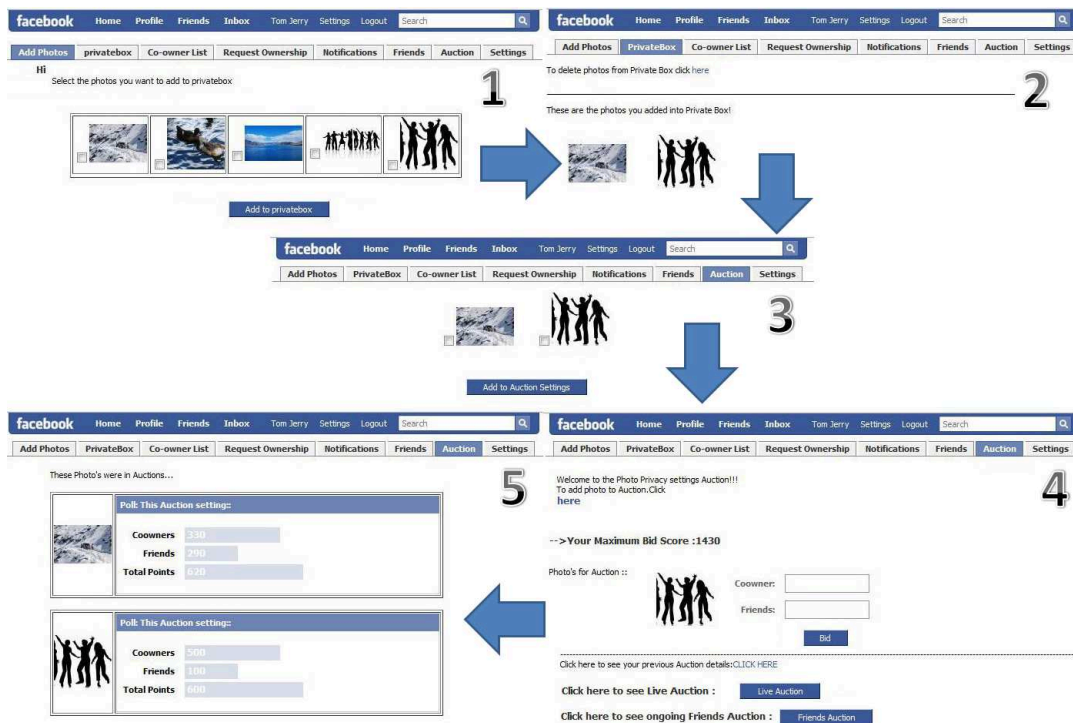 facebook Home Profile Friends Inbox Tom Jerry Settings Logout Search
Add Photos privatebox Co-owner List Request Ownership Notifications Friends Auction Settings
Hi
Select the photos you want to add to privatebox
1
Add to privatebox
facebook Home Profile Friends Inbox Tom Jerry Settings Logout Search
Add Photos PrivateBox Co-owner List Request Ownership Notifications Friends Auction Settings
To delete photos from Private Box click here
2
These are the photos you added into Private Box!
facebook Home Profile Friends Inbox Tom Jerry Settings Logout Search
Add Photos PrivateBox Co-owner List Request Ownership Notifications Friends Auction Settings
3
Add to Auction Settings
facebook Home Profile Friends Inbox Tom Jerry Settings Logout Search
Add Photos PrivateBox Co-owner List Request Ownership Notifications Friends Auction Settings
Welcome to the Photo Privacy settings Auction!!!
To add photo to Auction.Click
here
4
-->Your Maximum Bid Score :1430
Photo's for Auction ::
Coowner:
Friends:
Bid
Click here to see your previous Auction details:CLICK HERE
Click here to see Live Auction : Live Auction
Click here to see ongoing Friends Auction : Friends Auction
facebook Home Profile Friends Inbox Tom Jerry Settings Logout Search
Add Photos PrivateBox Co-owner List Request Ownership Notifications Friends Auction Settings
These Photo's were in Auctions...
5
Poll: This Auction setting::
Coowners 330
Friends 290
Total Points 620
Poll: This Auction setting::
Coowners 500
Friends 100
Total Points 600